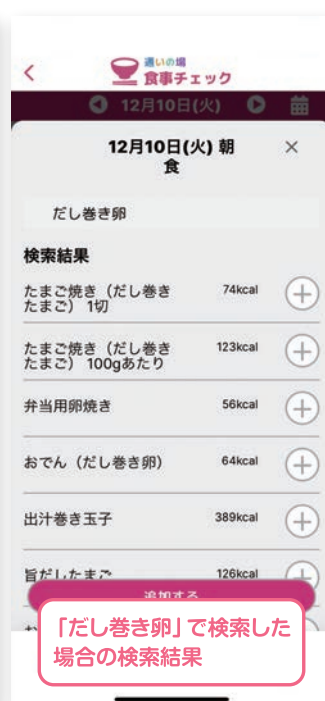 通いの場
食事チェック
12月10日(火)
12月10日(火) 朝
食
だし巻き卵
検索結果
たまご焼き（だし巻き
たまご） 1切
74kcal
たまご焼き（だし巻き
たまご） 100gあたり
123kcal
弁当用卵焼き
56kcal
おでん（だし巻き卵）
64kcal
出汁巻き玉子
389kcal
旨だしたまご
126kcal
追加する
「だし巻き卵」で検索した
場合の検索結果